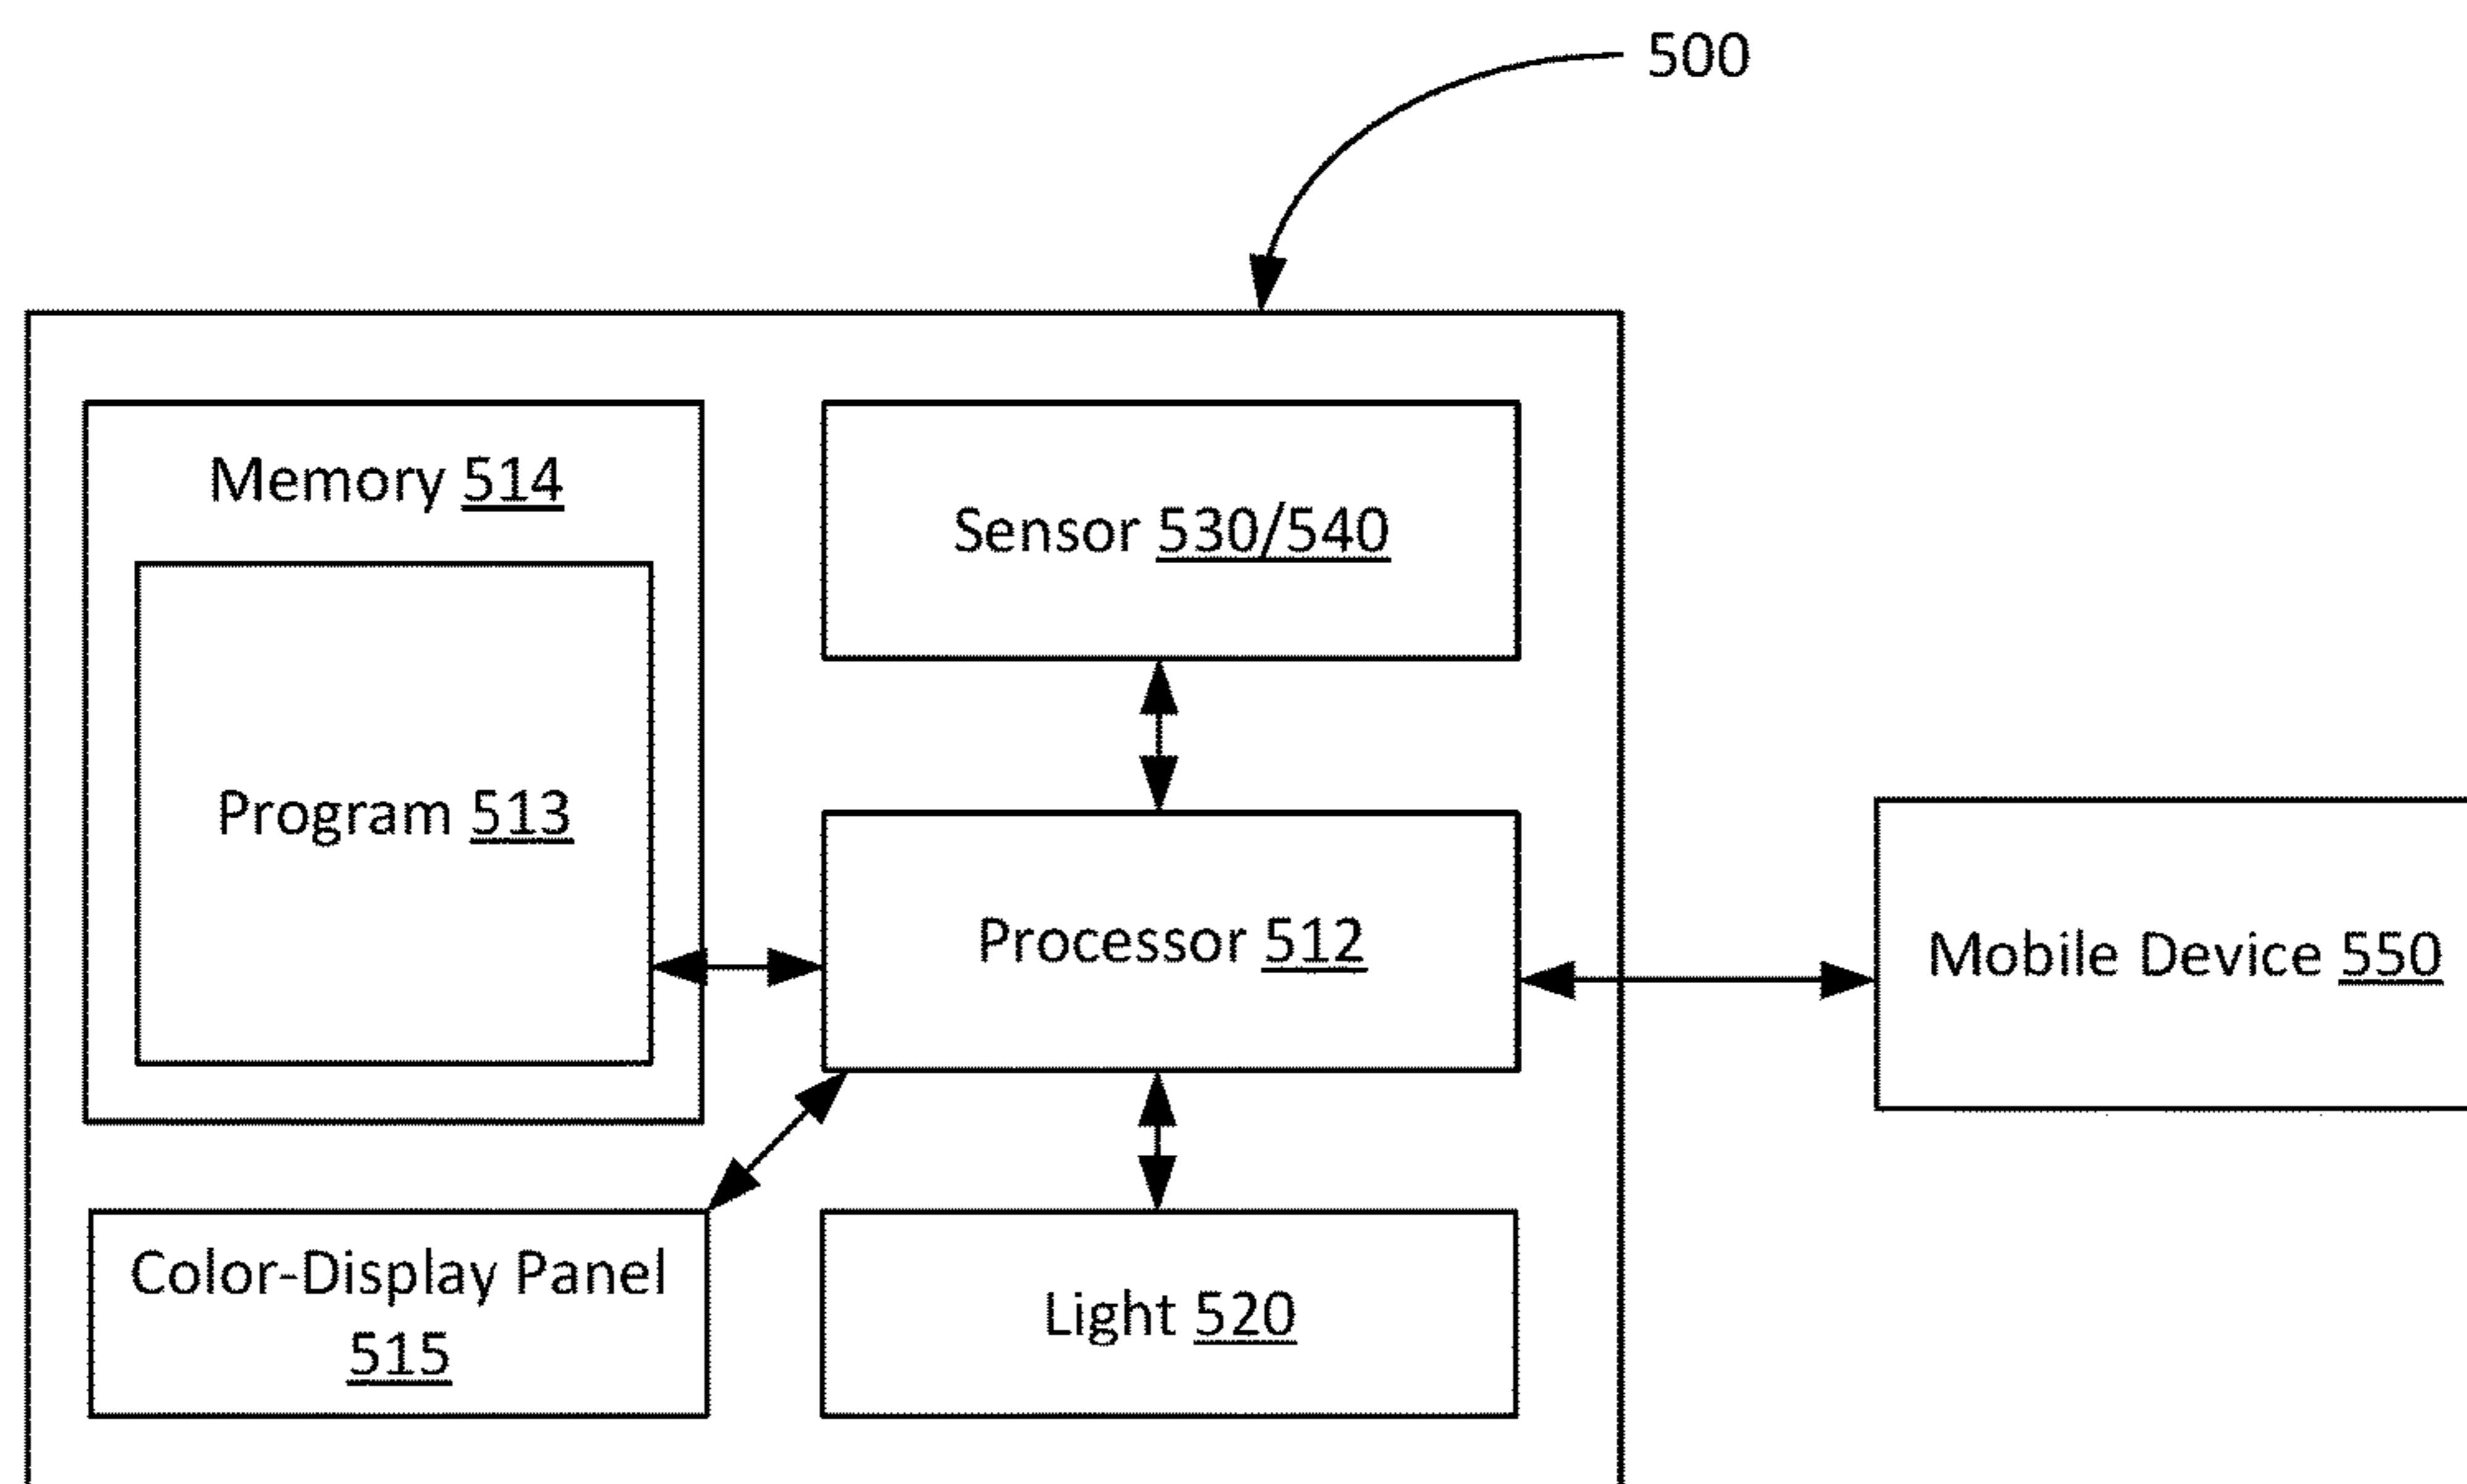 500
Memory 514
Sensor 530/540
Program 513
Processor 512
Mobile Device 550
Color-Display Panel
515
Light 520